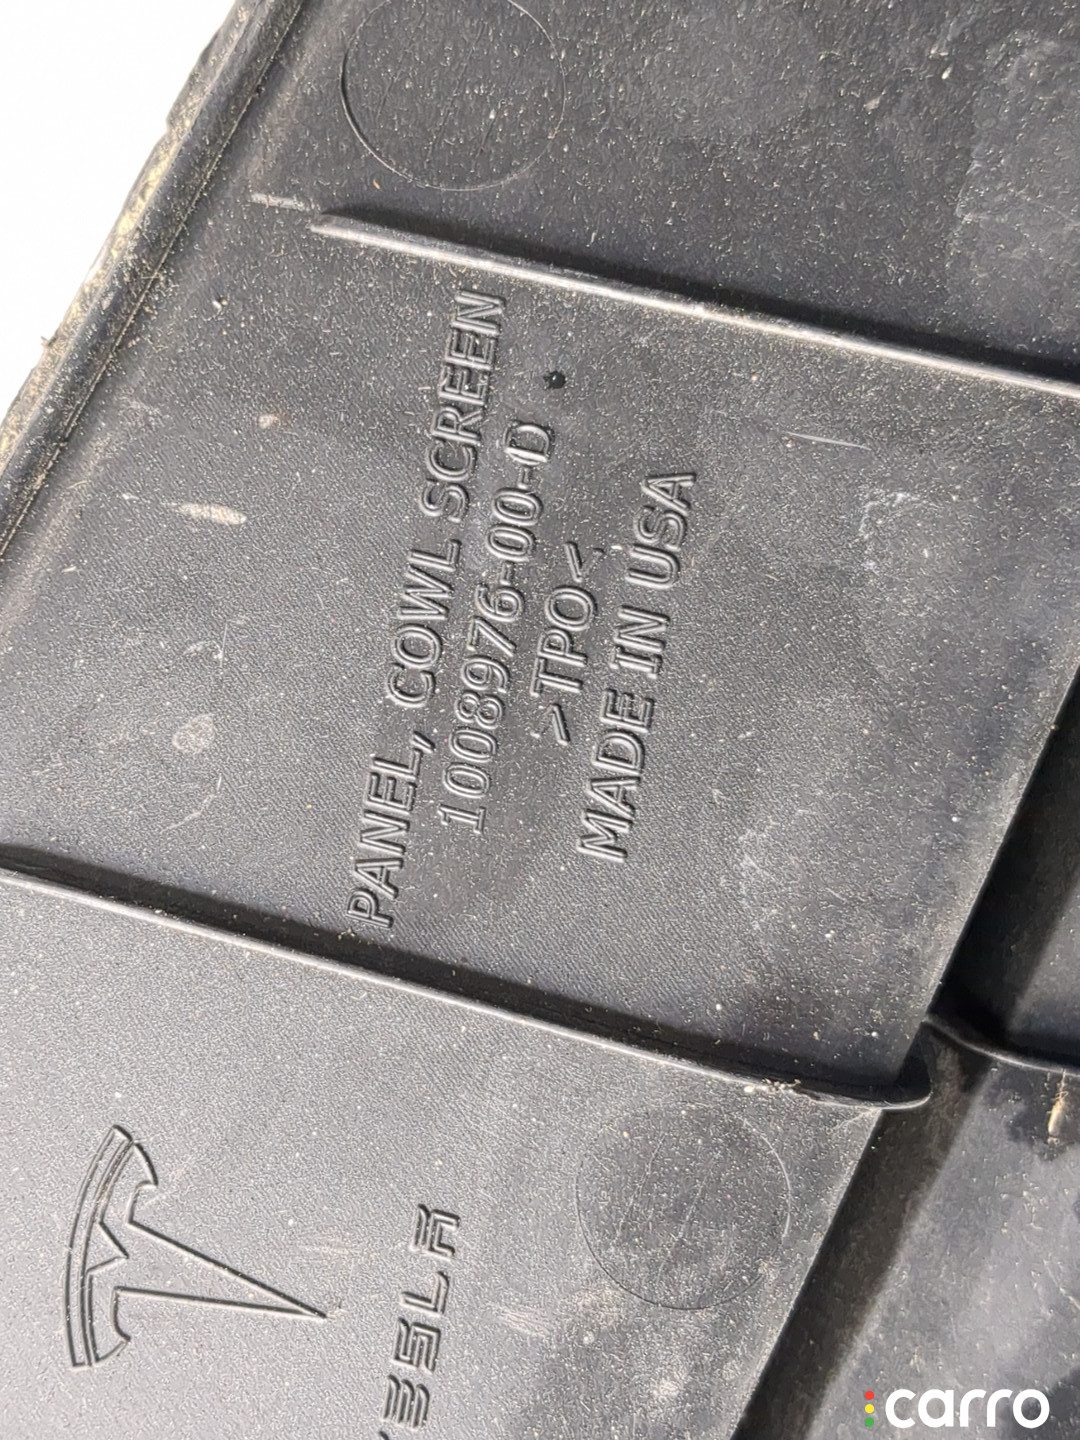 PANEL, COWL SCREEN
1008976-00-D
>TPO<
MADE IN USA
TESLA
carro